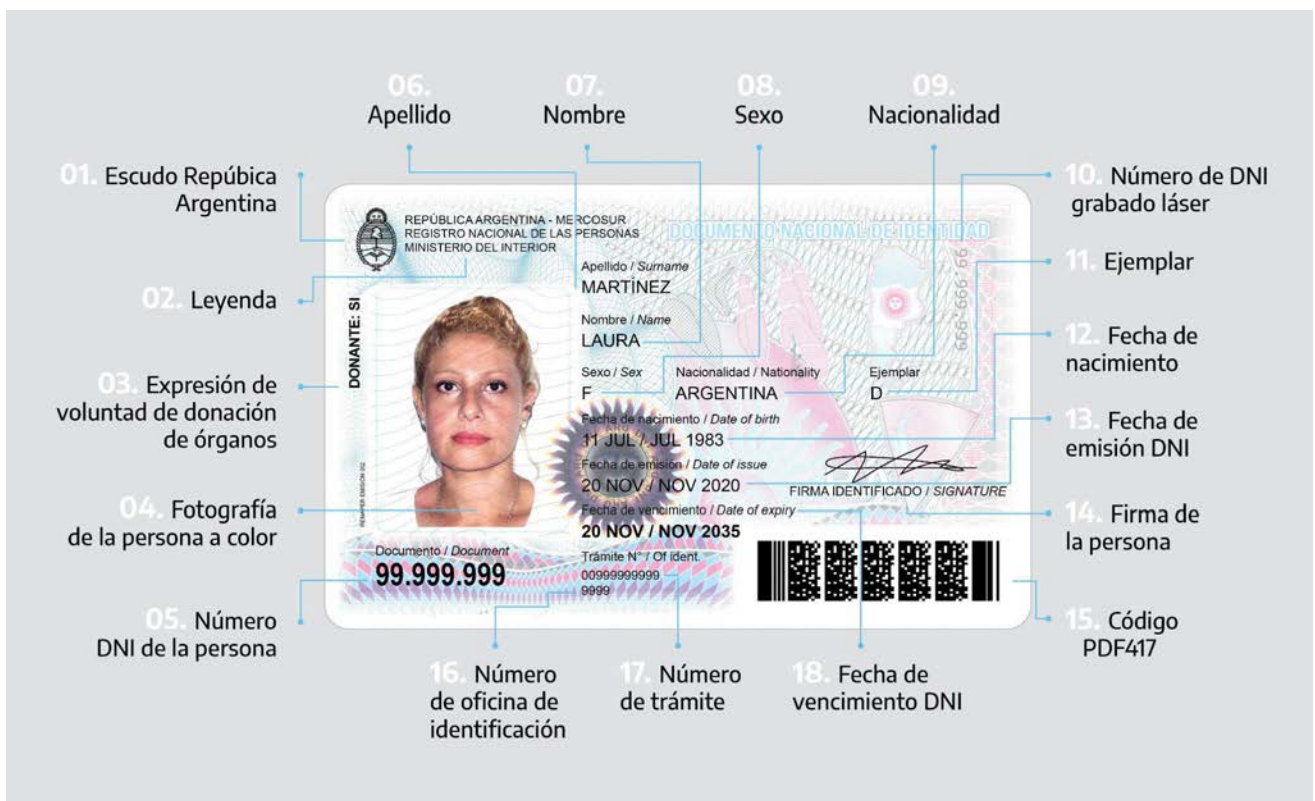 06.
Apellido
07.
Nombre
08.
Sexo
09.
Nacionalidad
01. Escudo Repúbica
Argentina
02. Leyenda
03. Expresión de
voluntad de donación
de órganos
04. Fotografía
de la persona a color
05. Número
DNI de la persona
REPÚBLICA ARGENTINA - MERCOSUR
REGISTRO NACIONAL DE LAS PERSONAS
MINISTERIO DEL INTERIOR
DOCUMENTO NACIONAL DE IDENTIDAD
Apellido / Surname
MARTÍNEZ
Nombre / Name
LAURA
Sexo / Sex
F
Nacionalidad / Nationality
ARGENTINA
Ejemplar
D
Fecha de nacimiento / Date of birth
11 JUL / JUL 1983
Fecha de emisión / Date of issue
20 NOV / NOV 2020
Fecha de vencimiento / Date of expiry
20 NOV / NOV 2035
FIRMA IDENTIFICADO / SIGNATURE
DONANTE: SI
Documento / Document
99.999.999
Trámite N° / Of ident.
00999999999
9999
99.999.999
10. Número de DNI
grabado láser
11. Ejemplar
12. Fecha de
nacimiento
13. Fecha de
emisión DNI
14. Firma de
la persona
15. Código
PDF417
16. Número
de oficina de
identificación
17. Número
de trámite
18. Fecha de
vencimiento DNI